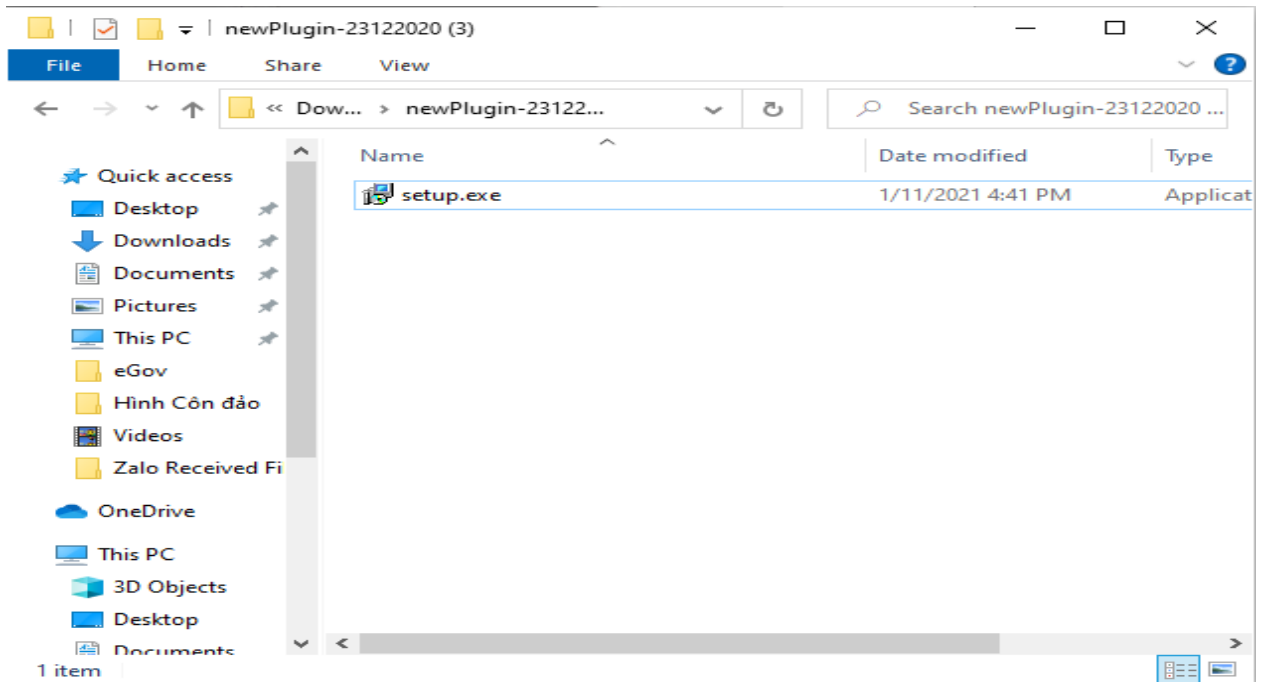 newPlugin-23122020 (3)
File Home Share View
?
« Dow... > newPlugin-23122... Search newPlugin-23122020 ...
Name Date modified Type
setup.exe 1/11/2021 4:41 PM Applicat
Quick access
Desktop
Downloads
Documents
Pictures
This PC
eGov
Hình Côn đảo
Videos
Zalo Received Fi
OneDrive
This PC
3D Objects
Desktop
Documents
1 item